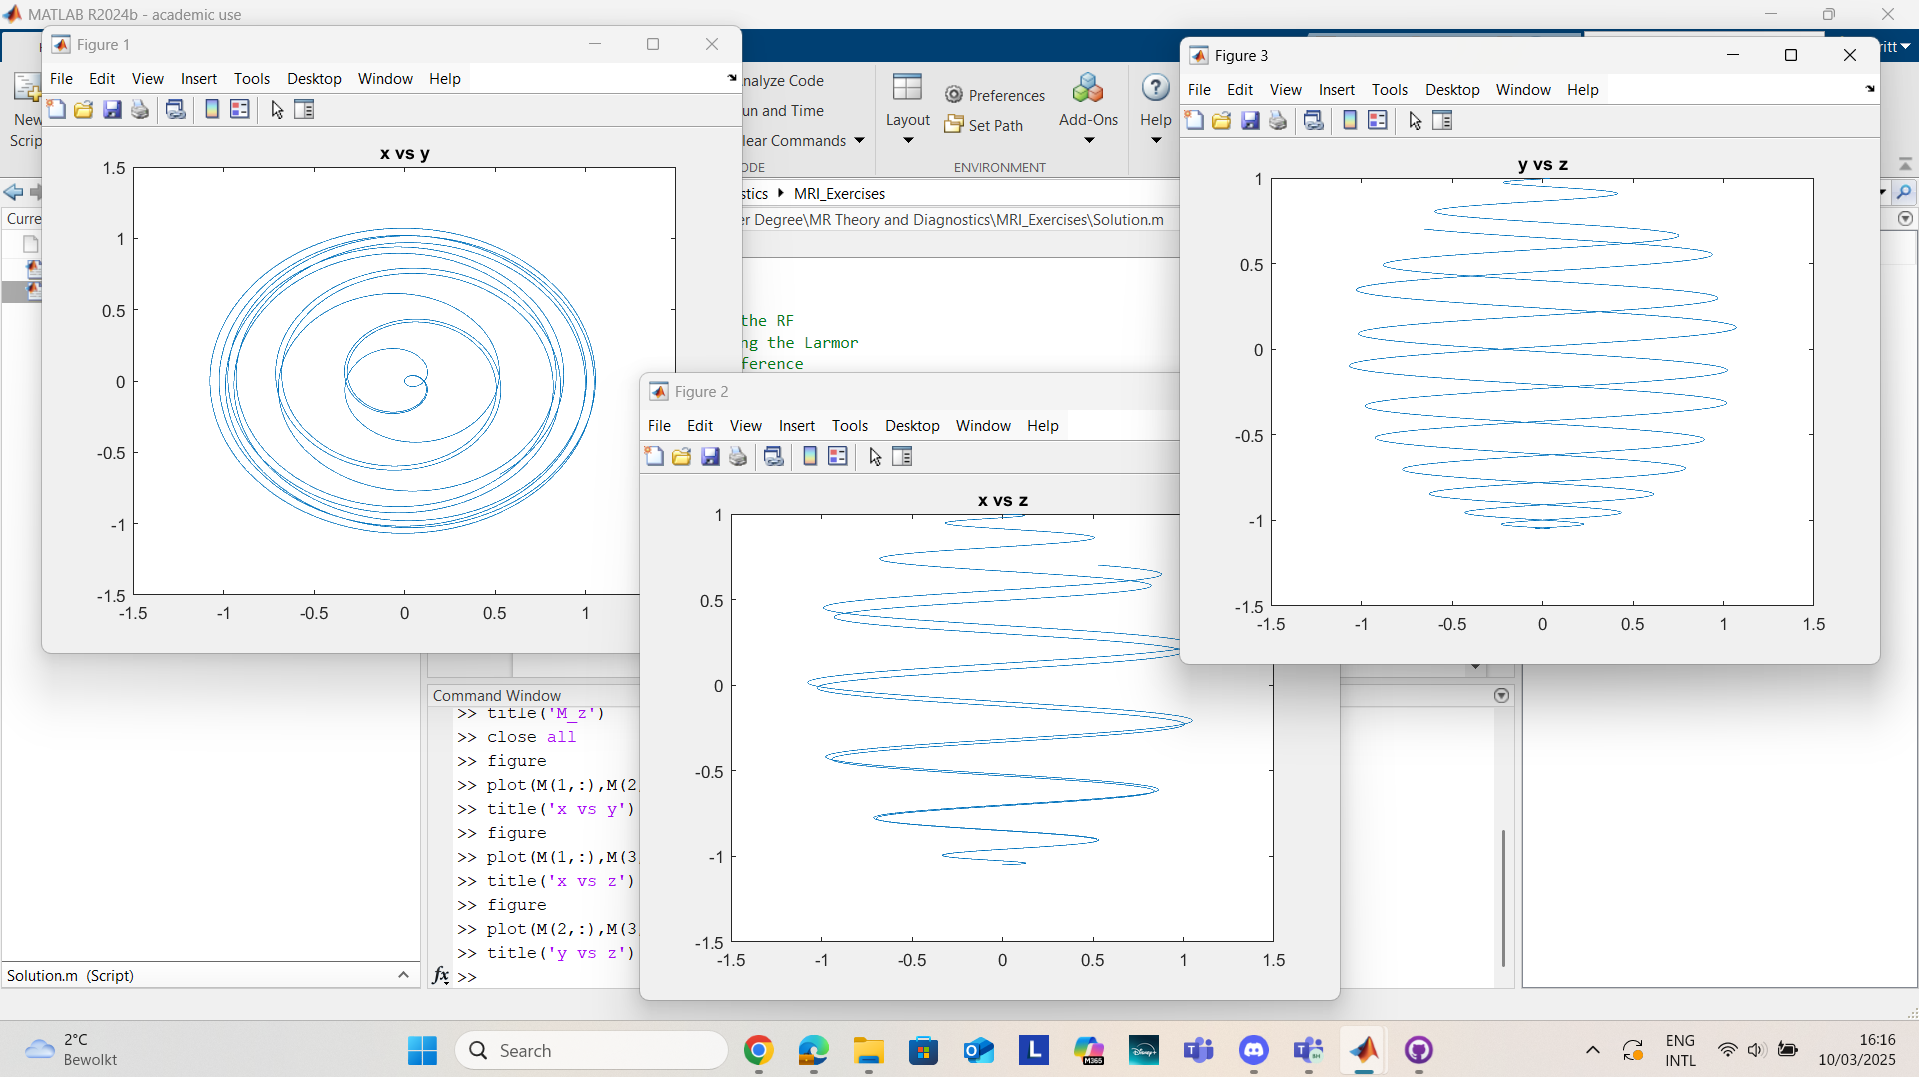 MATLAB R2024b - academic use
Figure 1
File Edit View Insert Tools Desktop Window Help
x vs y
1.5
1
0.5
0
-0.5
-1
-1.5
-1.5 -1 -0.5 0 0.5 1
New
Scrip
Curre
nalyze Code
un and Time
lear Commands
ODE
Layout
Preferences
Set Path
Add-Ons
Help
ENVIRONMENT
stics MRI_Exercises
er Degree\MR Theory and Diagnostics\MRI_Exercises\Solution.m
the RF
ng the Larmor
ference
Figure 3
File Edit View Insert Tools Desktop Window Help
y vs z
1
0.5
0
-0.5
-1
-1.5
-1.5 -1 -0.5 0 0.5 1 1.5
ritt
Figure 2
File Edit View Insert Tools Desktop Window Help
x vs z
1
0.5
0
-0.5
-1
-1.5
-1.5 -1 -0.5 0 0.5 1 1.5
Command Window
>> title('M_z')
>> close all
>> figure
>> plot(M(1,:),M(2
>> title('x vs y')
>> figure
>> plot(M(1,:),M(3
>> title('x vs z')
>> figure
>> plot(M(2,:),M(3
>> title('y vs z')
fx >>
Solution.m (Script)
2°C
Bewolkt
Search
L
M365
Disney+
BH
ENG
INTL
16:16
10/03/2025